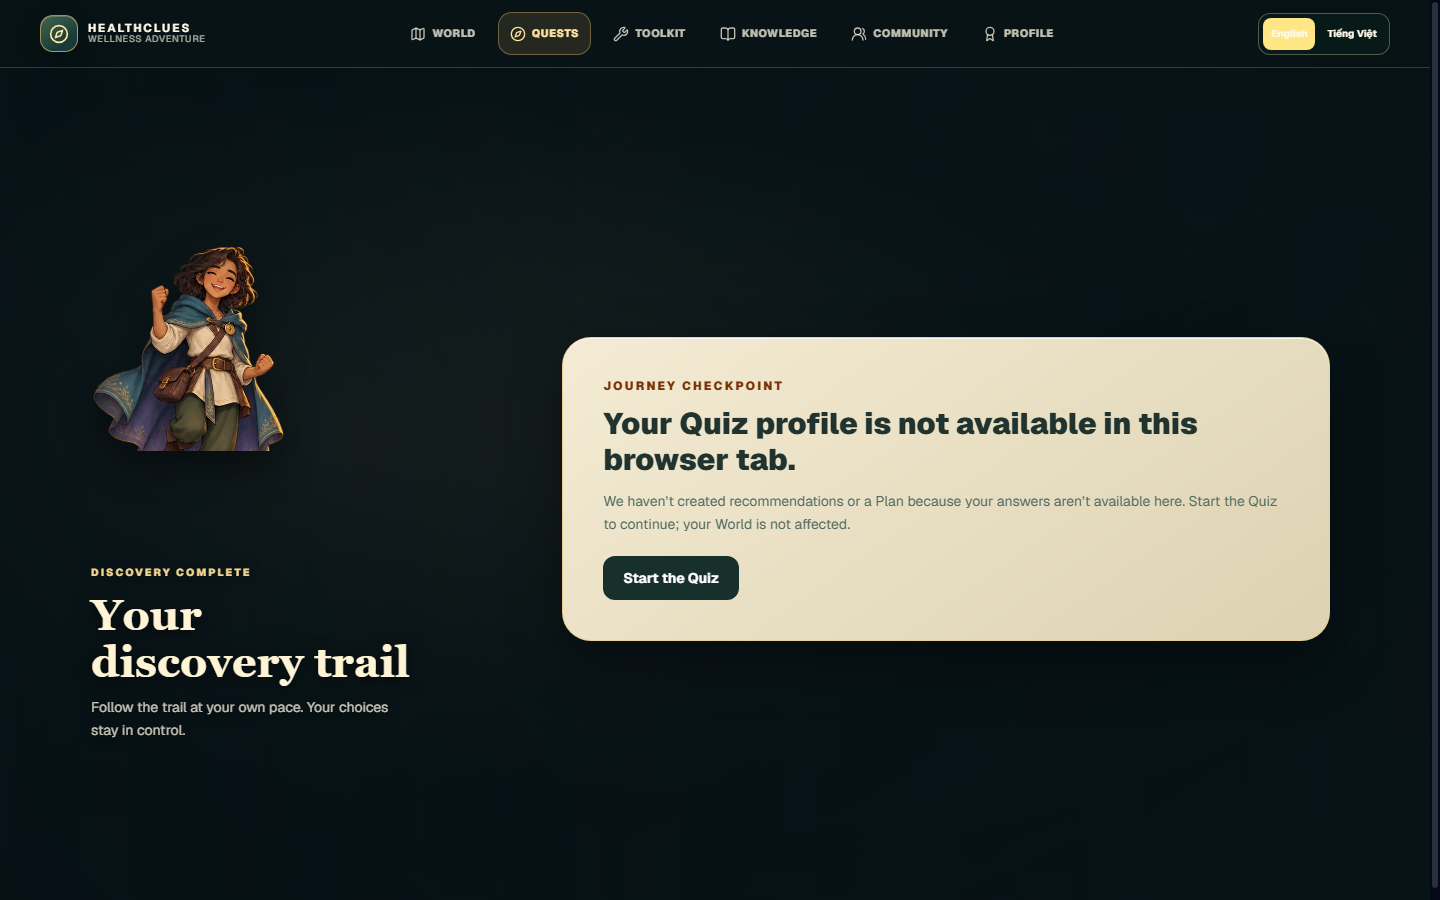 HEALTHCLUES
WELLNESS ADVENTURE
WORLD
QUESTS
TOOLKIT
KNOWLEDGE
COMMUNITY
PROFILE
English
Tiếng Việt
DISCOVERY COMPLETE
Your
discovery trail
Follow the trail at your own pace. Your choices
stay in control.
JOURNEY CHECKPOINT
Your Quiz profile is not available in this
browser tab.
We haven't created recommendations or a Plan because your answers aren't available here. Start the Quiz
to continue; your World is not affected.
Start the Quiz